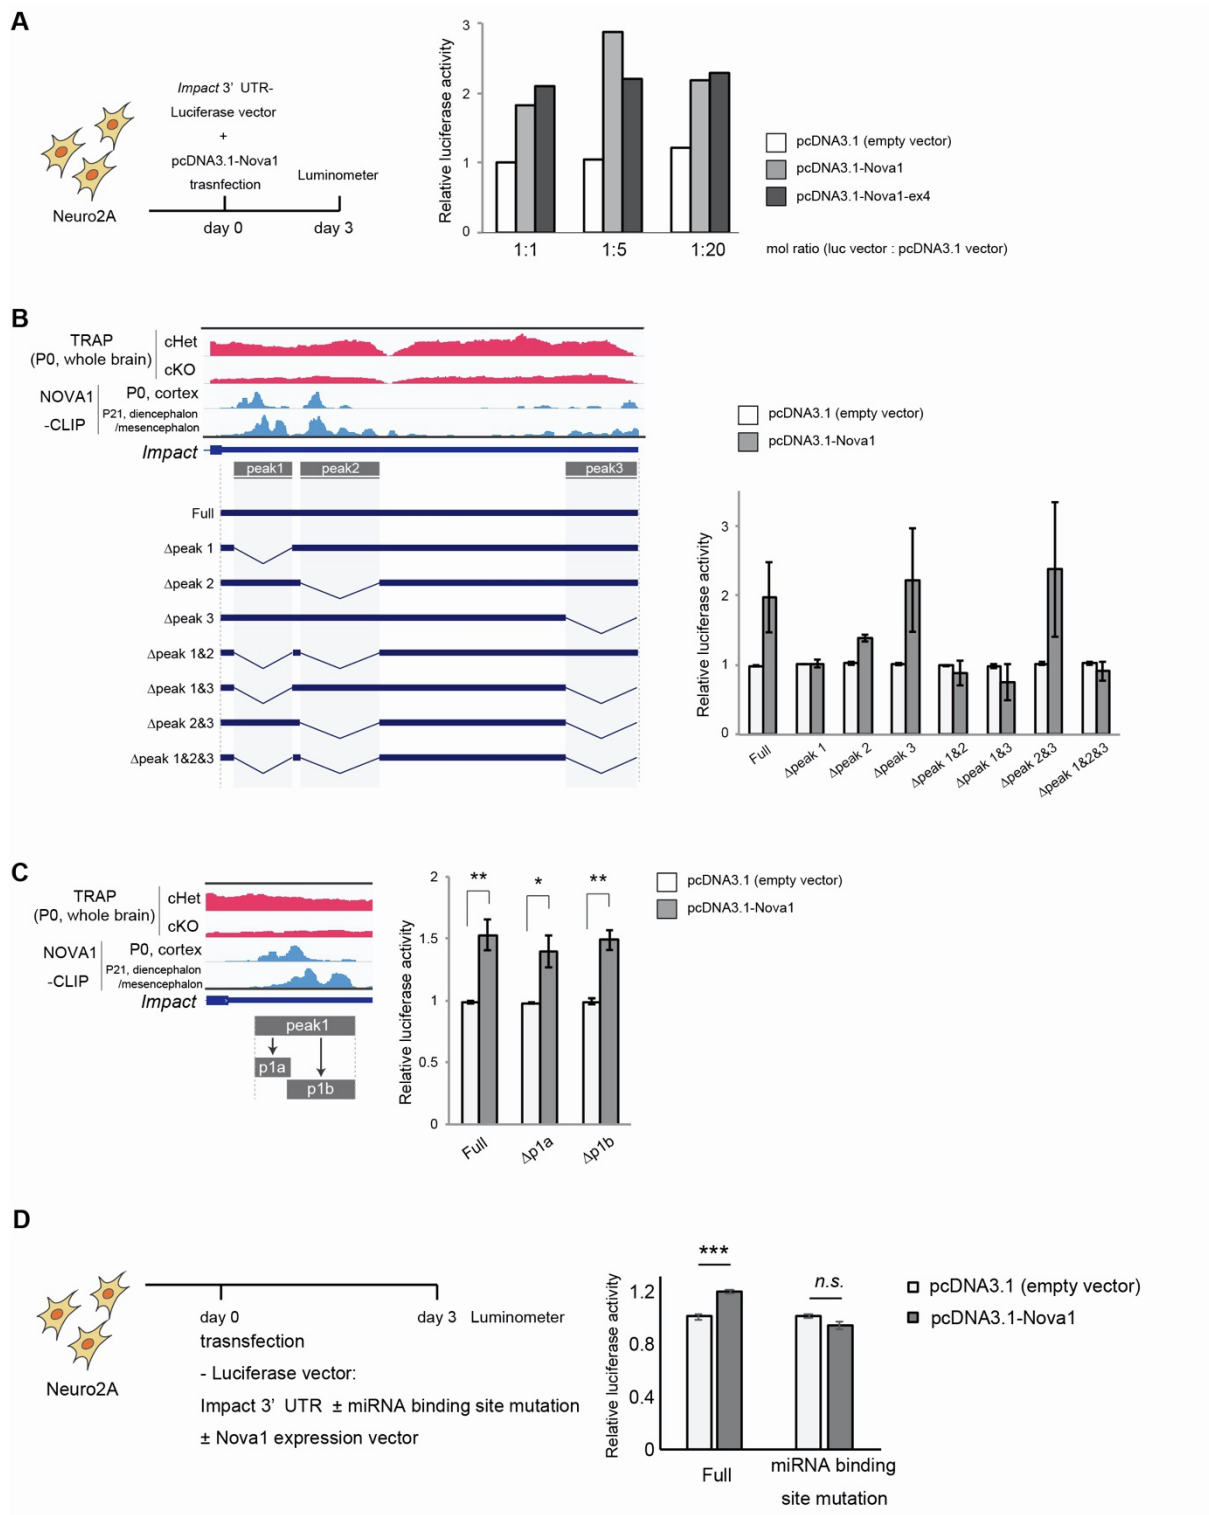 A
Impact 3' UTR-
Luciferase vector
+
pcDNA3.1-Nova1
trasnfection
Luminometer
Neuro2A
day 0
day 3
Relative luciferase activity
3
2
1
0
1:1
1:5
1:20
pcDNA3.1 (empty vector)
pcDNA3.1-Nova1
pcDNA3.1-Nova1-ex4
mol ratio (luc vector : pcDNA3.1 vector)
B
TRAP
(P0, whole brain)
cHet
cKO
NOVA1
-CLIP
P0, cortex
P21, diencephalon
/mesencephalon
Impact
peak1
peak2
peak3
Full
Δpeak 1
Δpeak 2
Δpeak 3
Δpeak 1&2
Δpeak 1&3
Δpeak 2&3
Δpeak 1&2&3
pcDNA3.1 (empty vector)
pcDNA3.1-Nova1
Relative luciferase activity
3
2
1
0
Full
Δpeak 1
Δpeak 2
Δpeak 3
Δpeak 1&2
Δpeak 1&3
Δpeak 2&3
Δpeak 1&2&3
C
TRAP
(P0, whole brain)
cHet
cKO
NOVA1
-CLIP
P0, cortex
P21, diencephalon
/mesencephalon
Impact
peak1
p1a
p1b
Relative luciferase activity
2
1.5
1
0.5
0
**
*
**
Full
Δp1a
Δp1b
pcDNA3.1 (empty vector)
pcDNA3.1-Nova1
D
Neuro2A
day 0
day 3 Luminometer
trasnfection
- Luciferase vector:
Impact 3' UTR ± miRNA binding site mutation
± Nova1 expression vector
Relative luciferase activity
1.2
0.8
0.4
0
***
n.s.
Full
miRNA binding
site mutation
pcDNA3.1 (empty vector)
pcDNA3.1-Nova1